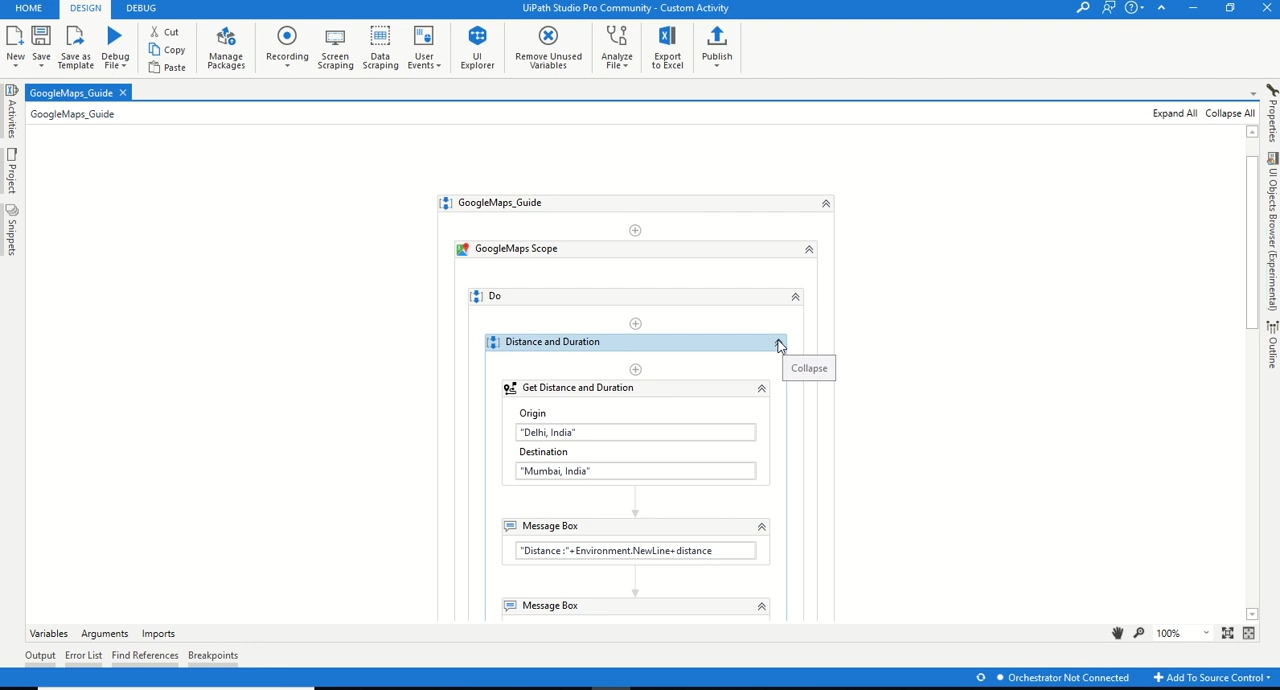 HOME DESIGN DEBUG UiPath Studio Pro Community - Custom Activity
New Save Save as Template Debug File Cut Copy Paste Manage Packages Recording Screen Scraping Data Scraping User Events UI Explorer Remove Unused Variables Analyze File Export to Excel Publish
GoogleMaps_Guide
GoogleMaps_Guide Expand All Collapse All
Activities
Project
Snippets
Properties
UI Objects Browser (Experimental)
Outline
GoogleMaps_Guide
GoogleMaps Scope
Do
Distance and Duration
Collapse
Get Distance and Duration
Origin
"Delhi, India"
Destination
"Mumbai, India"
Message Box
"Distance :"+Environment.NewLine+distance
Message Box
Variables Arguments Imports 100%
Output Error List Find References Breakpoints
Orchestrator Not Connected Add To Source Control